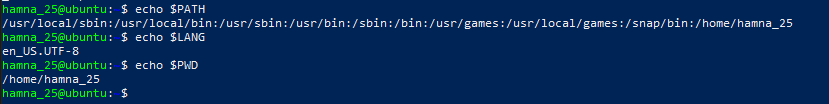 hamna_25@ubuntu: $ echo $PATH
/usr/local/sbin:/usr/local/bin:/usr/sbin:/usr/bin:/sbin:/bin:/usr/games:/usr/local/games:/snap/bin:/home/hamna_25
hamna_25@ubuntu: $ echo $LANG
en_US.UTF-8
hamna_25@ubuntu: $ echo $PWD
/home/hamna_25
hamna_25@ubuntu: $